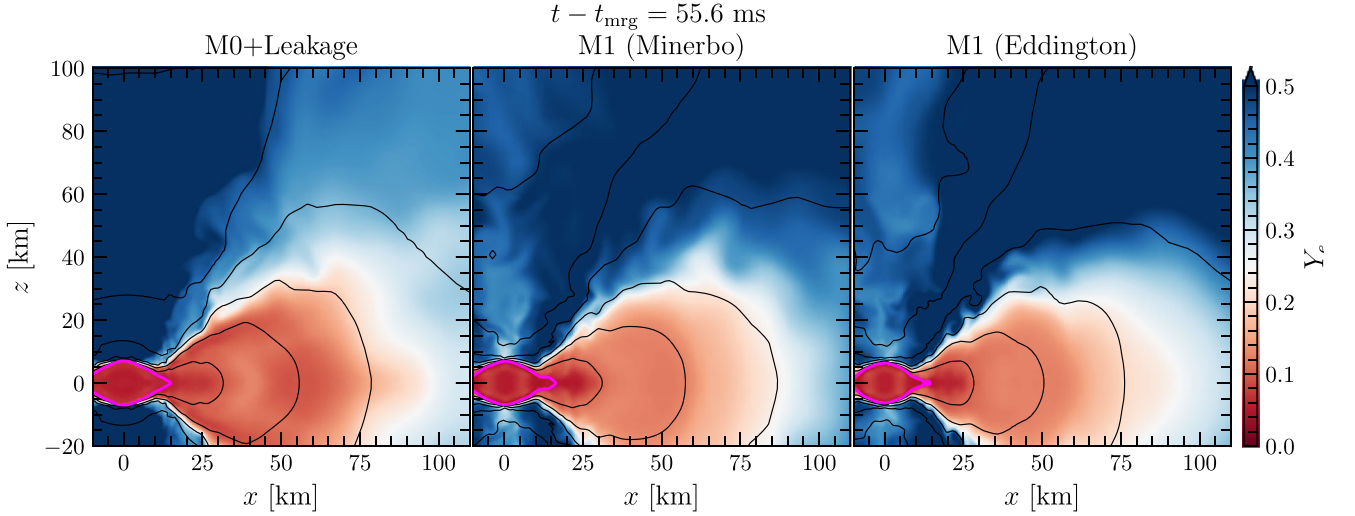 t − t_mrg = 55.6 ms
M0+Leakage
M1 (Minerbo)
M1 (Eddington)
100
80
60
40
20
0
−20
z [km]
0 25 50 75 100
0 25 50 75 100
0 25 50 75 100
x [km]
x [km]
x [km]
0.5
0.4
0.3
0.2
0.1
0.0
Y_e